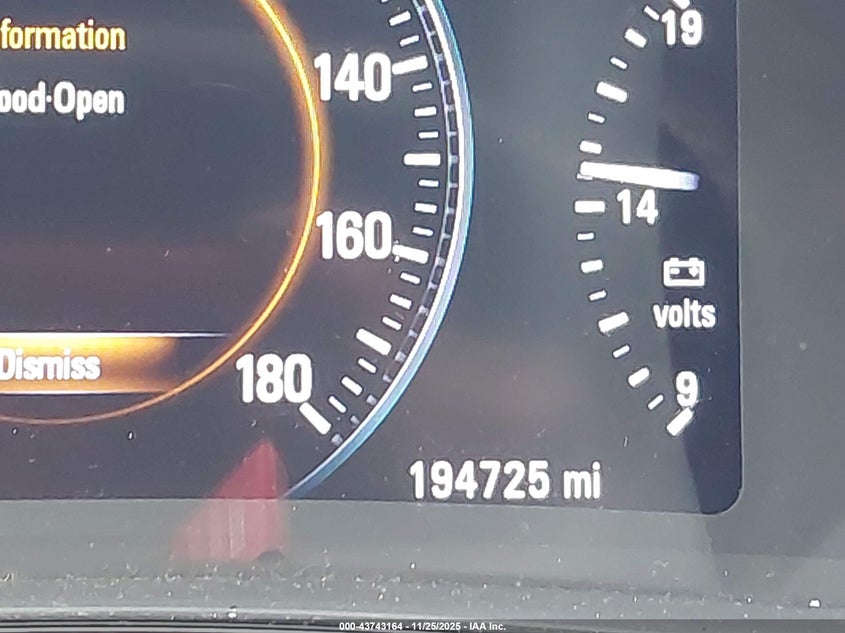 formation
ood Open
Dismiss
140
160
180
19
14
volts
9
194725 mi
000-43743164 - 11/25/2025 - IAA Inc.